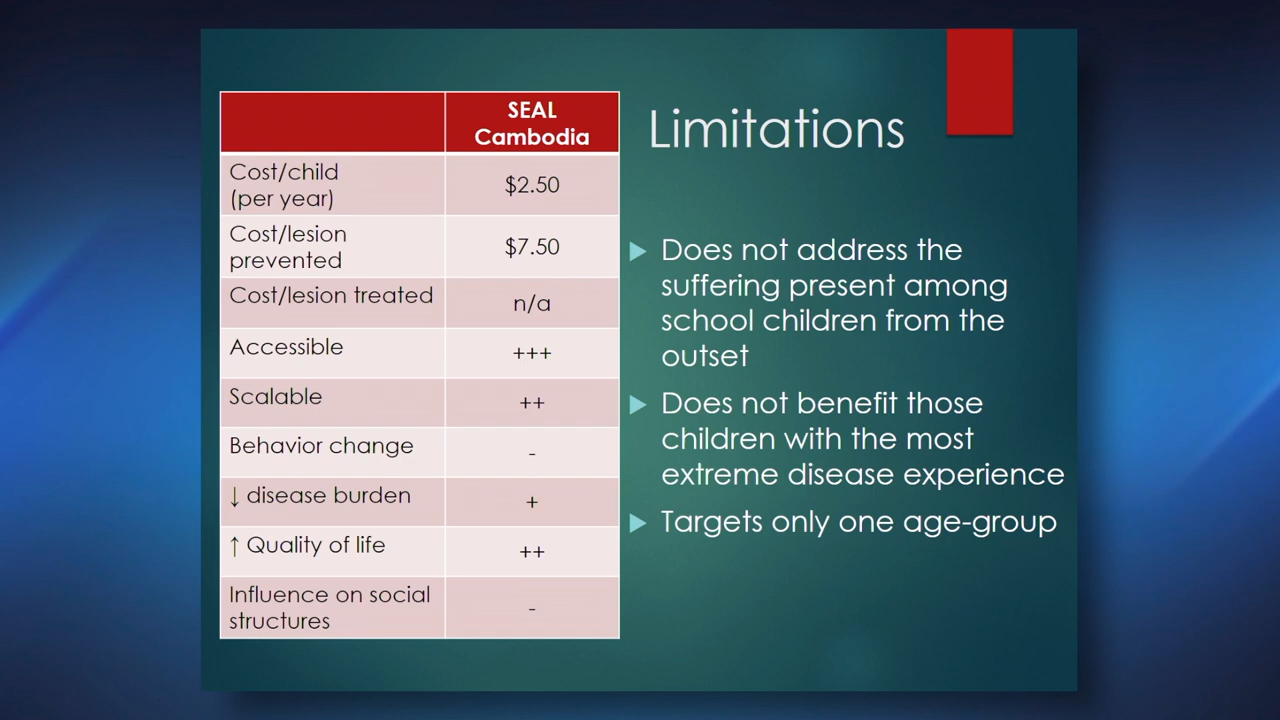 SEAL
Cambodia
Cost/child
(per year)
$2.50
Cost/lesion
prevented
$7.50
Cost/lesion treated
n/a
Accessible
+++
Scalable
++
Behavior change
-
↓ disease burden
+
↑ Quality of life
++
Influence on social
structures
-
Limitations
Does not address the
suffering present among
school children from the
outset
Does not benefit those
children with the most
extreme disease experience
Targets only one age-group